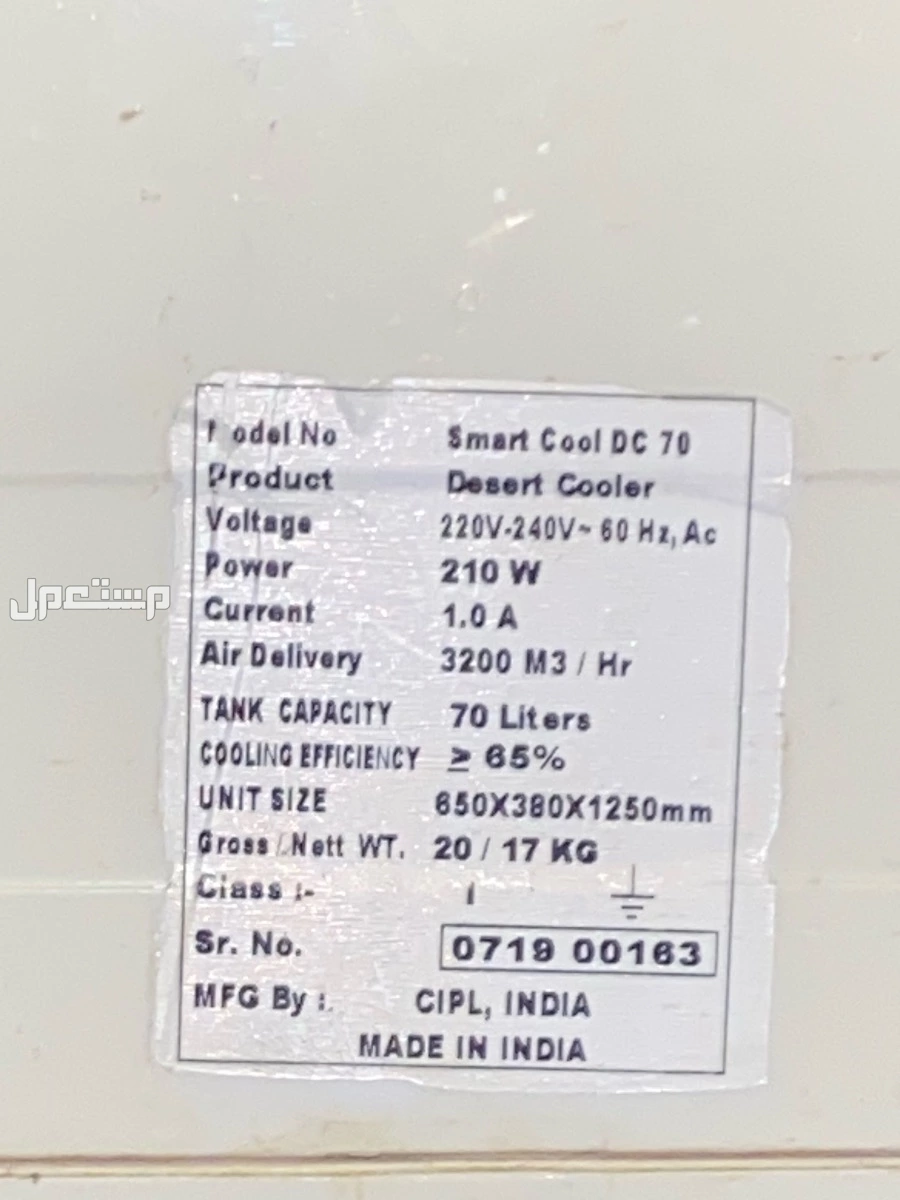 Model No Smart Cool DC 70
Product Desert Cooler
Voltage 220V-240V~ 60 Hz, Ac
Power 210 W
Current 1.0 A
Air Delivery 3200 M3 / Hr
TANK CAPACITY 70 Liters
COOLING EFFICIENCY ≥ 65%
UNIT SIZE 650X380X1250mm
Gross / Nett WT. 20 / 17 KG
Class :- I
Sr. No. 0719 00163
MFG By : CIPL, INDIA
MADE IN INDIA
مستعمل